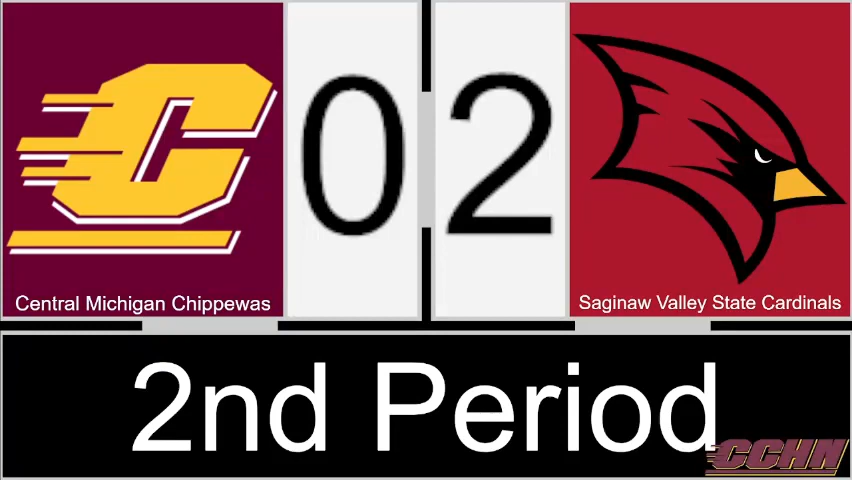 C
0
2
Central Michigan Chippewas
Saginaw Valley State Cardinals
2nd Period
CCHN